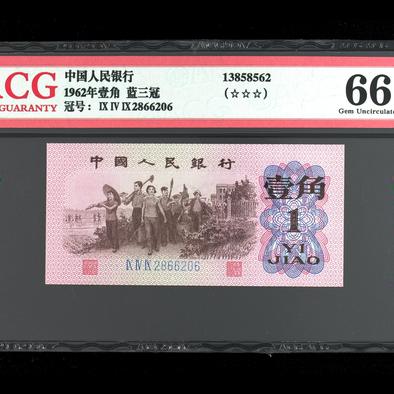 ACG
GUARANTY
中国人民银行
1962年壹角 蓝三冠
冠号： IX IV IX 2866206
13858562
(☆☆☆)
66
Gem Uncirculate
中國人民銀行
壹角
1
YI
JIAO
IX IV IX 2866206